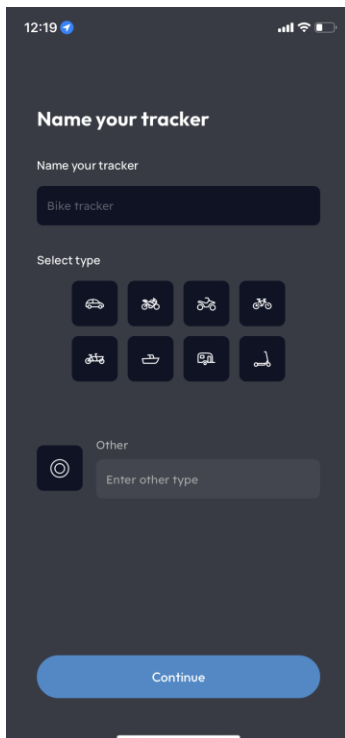 12:19
Name your tracker
Name your tracker
Bike tracker
Select type
Other
Enter other type
Continue